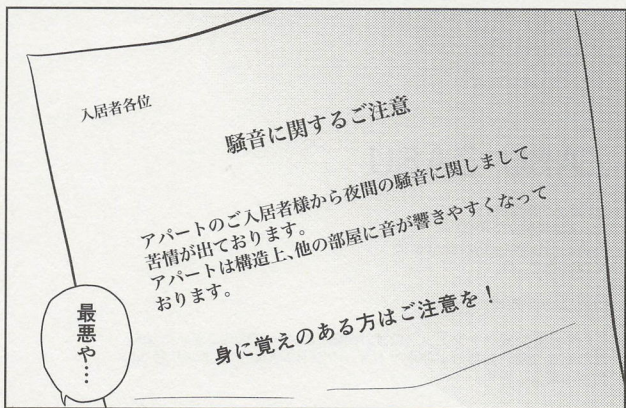 入居者各位
騒音に関するご注意
アパートのご入居者様から夜間の騒音に関しまして
苦情が出ております。
アパートは構造上、他の部屋に音が響きやすくなって
おります。
身に覚えのある方はご注意を！
最悪や…